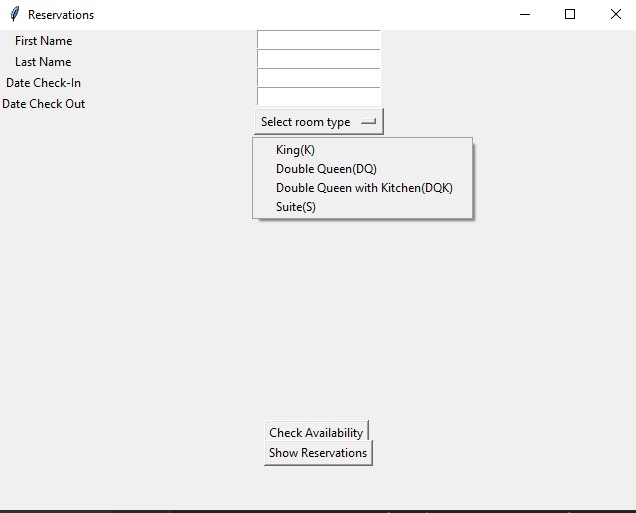 Reservations
First Name
Last Name
Date Check-In
Date Check Out
Select room type
King(K)
Double Queen(DQ)
Double Queen with Kitchen(DQK)
Suite(S)
Check Availability
Show Reservations